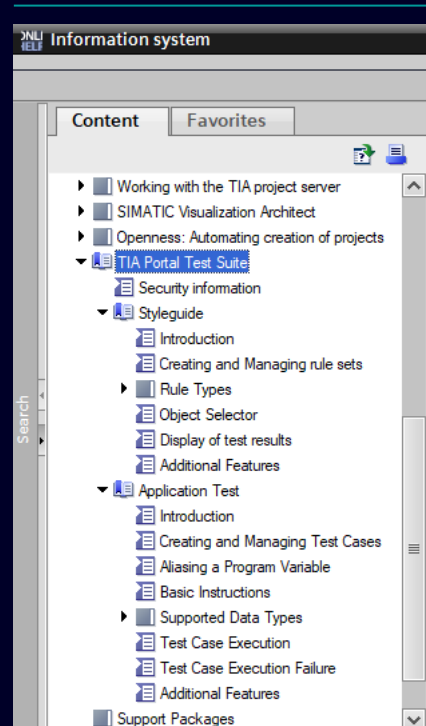 ONLI
HELP
Information system
Content Favorites
Working with the TIA project server
SIMATIC Visualization Architect
Openness: Automating creation of projects
TIA Portal Test Suite
Security information
Styleguide
Introduction
Creating and Managing rule sets
Rule Types
Object Selector
Display of test results
Additional Features
Application Test
Introduction
Creating and Managing Test Cases
Aliasing a Program Variable
Basic Instructions
Supported Data Types
Test Case Execution
Test Case Execution Failure
Additional Features
Support Packages
Search